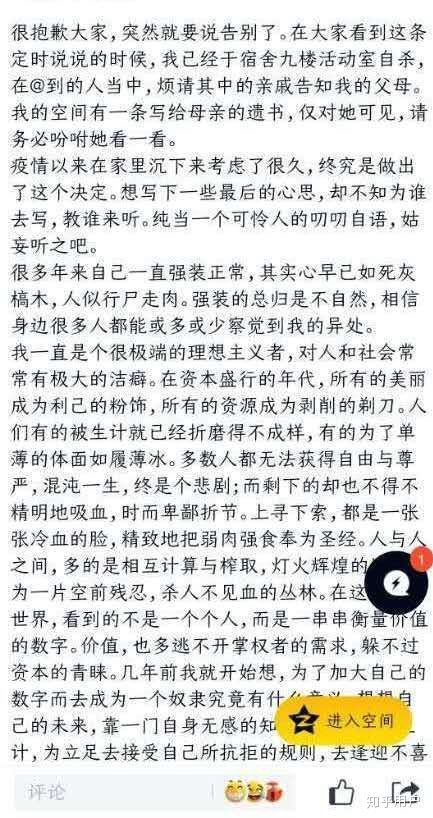 很抱歉大家,突然就要说告别了。在大家看到这条
定时说说的时候,我已经于宿舍九楼活动室自杀,
在@到的人当中,烦请其中的亲戚告知我的父母。
我的空间有一条写给母亲的遗书,仅对她可见,请
务必吩咐她看一看。
疫情以来在家里沉下来考虑了很久,终究是做出
了这个决定。想写下一些最后的心思,却不知为谁
去写,教谁来听。纯当一个可怜人的叨叨自语,姑
妄听之吧。
很多年来自己一直强装正常,其实心早已如死灰
槁木,人似行尸走肉。强装的总归是不自然,相信
身边很多人都能或多或少察觉到我的异处。
我一直是个很极端的理想主义者,对人和社会常
常有极大的洁癖。在资本盛行的年代,所有的美丽
成为利己的粉饰,所有的资源成为剥削的剃刀。人
们有的被生计就已经折磨得不成样,有的为了单
薄的体面如履薄冰。多数人都无法获得自由与尊
严,混沌一生,终是个悲剧;而剩下的却也不得不
精明地吸血,时而卑鄙折节。上寻下索,都是一张
张冷血的脸,精致地把弱肉强食奉为圣经。人与人
之间,多的是相互计算与榨取,灯火辉煌的
为一片空前残忍,杀人不见血的丛林。在这
世界,看到的不是一个个人,而是一串串衡量价值
的数字。价值,也多逃不开掌权者的需求,躲不过
资本的青睐。几年前我就开始想,为了加大自己的
数字而去成为一个奴隶究竟有什
己的未来,靠一门自身无感的知
计,为立足去接受自己所抗拒的规则,去逢迎不喜
1
进入空间
评论
知乎用户